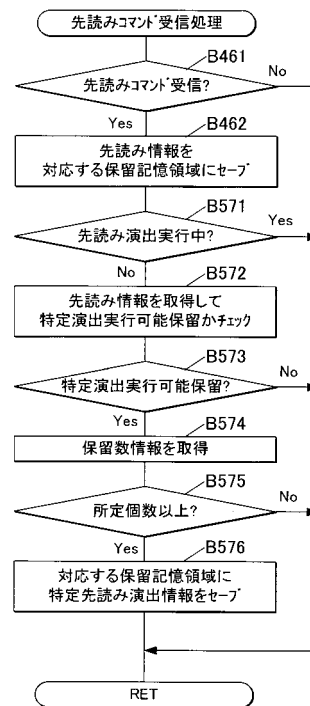 先読みコマンド受信処理
B461
先読みコマンド受信?
No
Yes
B462
先読み情報を
対応する保留記憶領域にセーブ
B571
先読み演出実行中?
Yes
No
B572
先読み情報を取得して
特定演出実行可能保留かチェック
B573
特定演出実行可能保留?
No
Yes
B574
保留数情報を取得
B575
所定個数以上?
No
Yes
B576
対応する保留記憶領域に
特定先読み演出情報をセーブ
RET